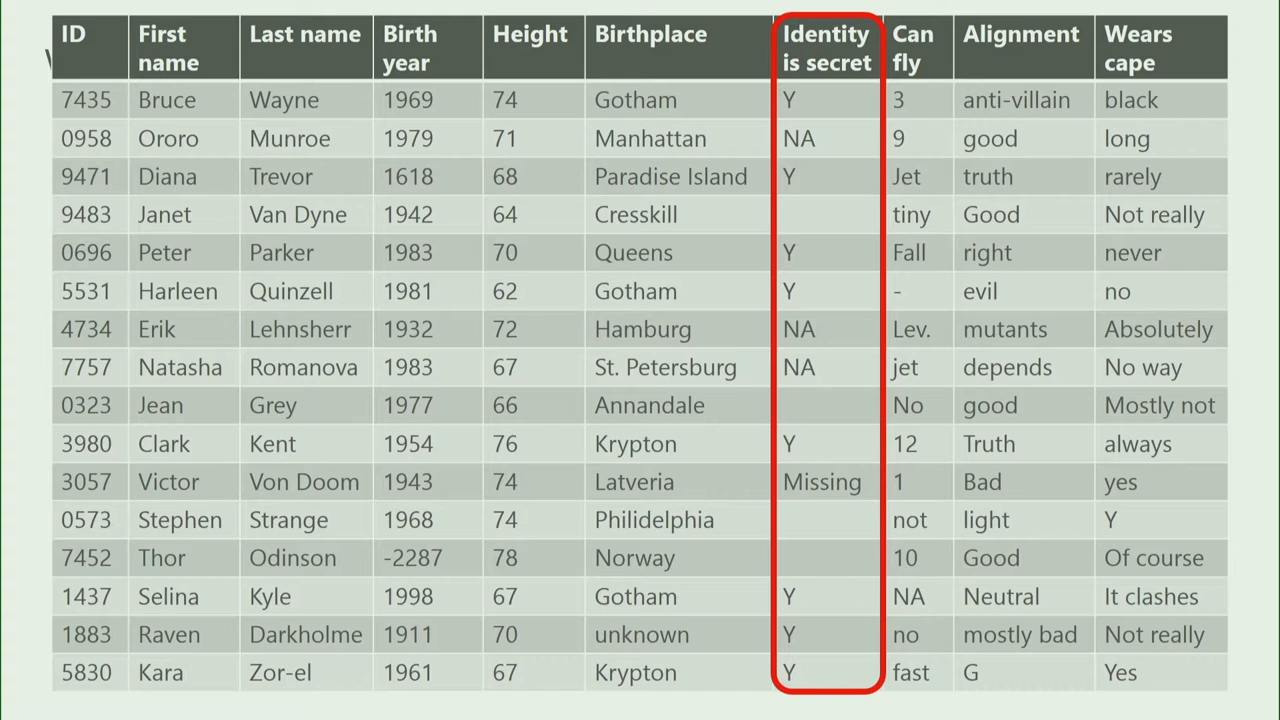 ID First name Last name Birth year Height Birthplace Identity is secret Can fly Alignment Wears cape
7435 Bruce Wayne 1969 74 Gotham Y 3 anti-villain black
0958 Ororo Munroe 1979 71 Manhattan NA 9 good long
9471 Diana Trevor 1618 68 Paradise Island Y Jet truth rarely
9483 Janet Van Dyne 1942 64 Cresskill tiny Good Not really
0696 Peter Parker 1983 70 Queens Y Fall right never
5531 Harleen Quinzell 1981 62 Gotham Y - evil no
4734 Erik Lehnsherr 1932 72 Hamburg NA Lev. mutants Absolutely
7757 Natasha Romanova 1983 67 St. Petersburg NA jet depends No way
0323 Jean Grey 1977 66 Annandale No good Mostly not
3980 Clark Kent 1954 76 Krypton Y 12 Truth always
3057 Victor Von Doom 1943 74 Latveria Missing 1 Bad yes
0573 Stephen Strange 1968 74 Philidelphia not light Y
7452 Thor Odinson -2287 78 Norway 10 Good Of course
1437 Selina Kyle 1998 67 Gotham Y NA Neutral It clashes
1883 Raven Darkholme 1911 70 unknown Y no mostly bad Not really
5830 Kara Zor-el 1961 67 Krypton Y fast G Yes